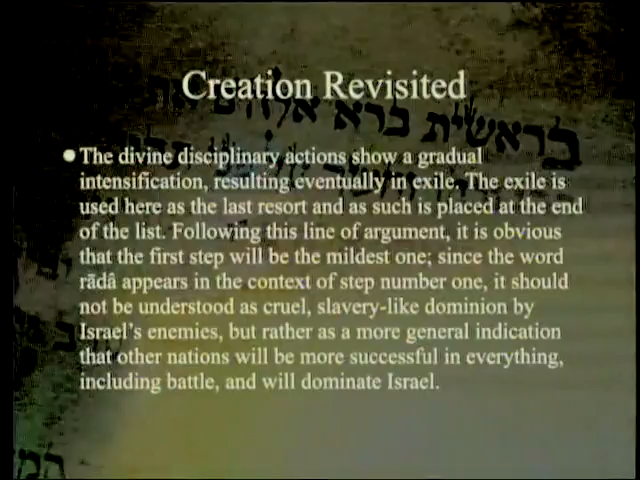 Creation Revisited
בראשית ברא אלהים
The divine disciplinary actions show a gradual
intensification, resulting eventually in exile. The exile is
used here as the last resort and as such is placed at the end
of the list. Following this line of argument, it is obvious
that the first step will be the mildest one; since the word
rādâ appears in the context of step number one, it should
not be understood as cruel, slavery-like dominion by
Israel's enemies, but rather as a more general indication
that other nations will be more successful in everything,
including battle, and will dominate Israel.